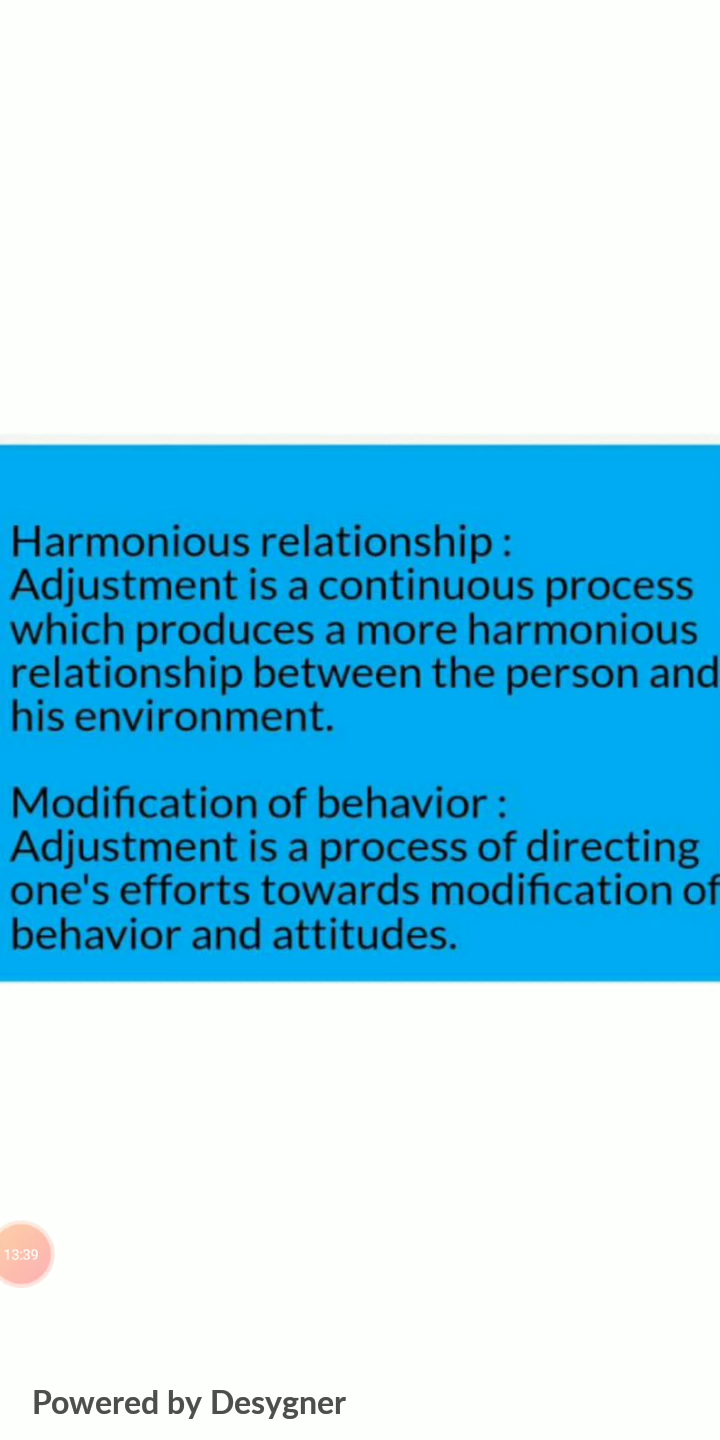 Harmonious relationship :
Adjustment is a continuous process
which produces a more harmonious
relationship between the person and
his environment.
Modification of behavior :
Adjustment is a process of directing
one's efforts towards modification of
behavior and attitudes.
13:39
Powered by Desygner